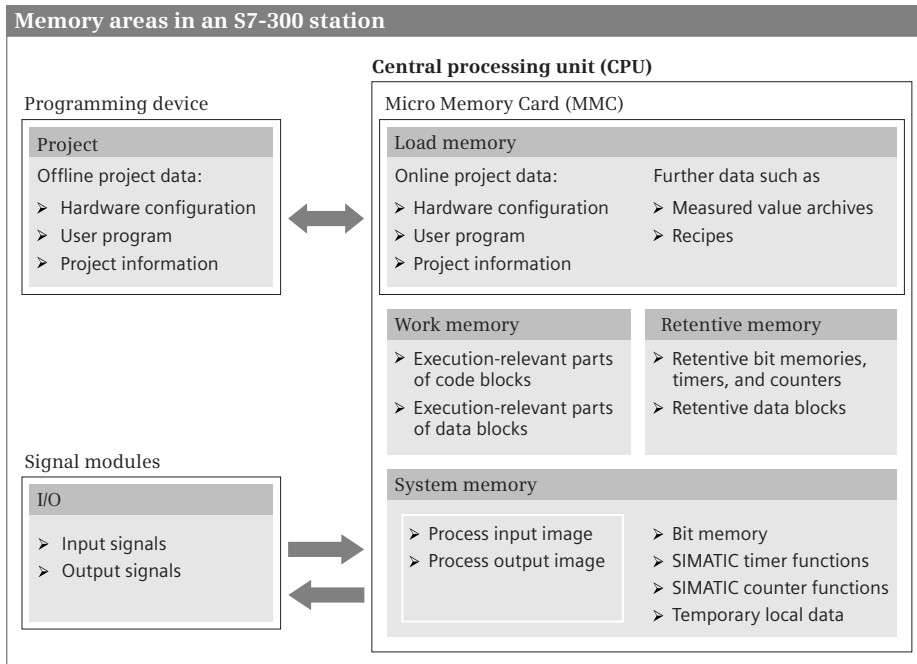 Memory areas in an S7-300 station
Central processing unit (CPU)
Programming device
Project
Offline project data:
➤ Hardware configuration
➤ User program
➤ Project information
Micro Memory Card (MMC)
Load memory
Online project data:
➤ Hardware configuration
➤ User program
➤ Project information
Further data such as
➤ Measured value archives
➤ Recipes
Work memory
➤ Execution-relevant parts
of code blocks
➤ Execution-relevant parts
of data blocks
Retentive memory
➤ Retentive bit memories,
timers, and counters
➤ Retentive data blocks
Signal modules
I/O
➤ Input signals
➤ Output signals
System memory
➤ Process input image
➤ Process output image
➤ Bit memory
➤ SIMATIC timer functions
➤ SIMATIC counter functions
➤ Temporary local data